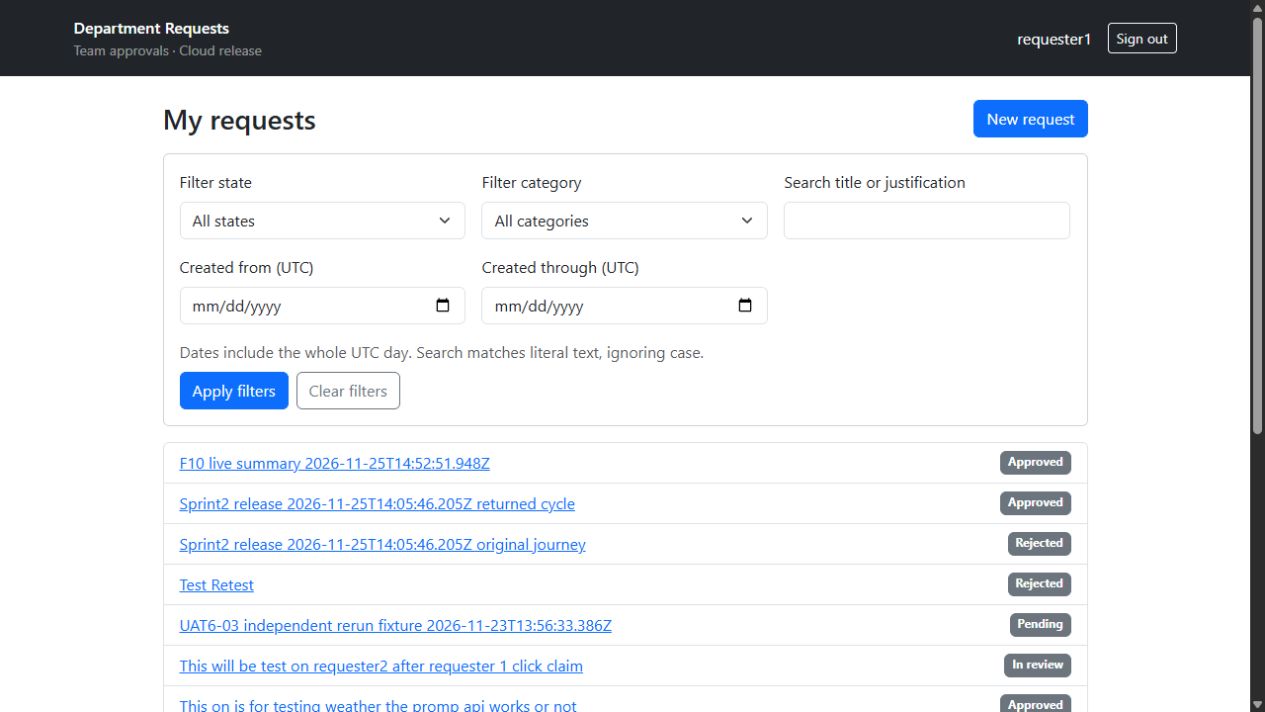 Department Requests
Team approvals · Cloud release
requester1
Sign out
My requests
New request
Filter state
Filter category
Search title or justification
All states
All categories
Created from (UTC)
Created through (UTC)
mm/dd/yyyy
mm/dd/yyyy
Dates include the whole UTC day. Search matches literal text, ignoring case.
Apply filters
Clear filters
F10 live summary 2026-11-25T14:52:51.948Z
Approved
Sprint2 release 2026-11-25T14:05:46.205Z returned cycle
Approved
Sprint2 release 2026-11-25T14:05:46.205Z original journey
Rejected
Test Retest
Rejected
UAT6-03 independent rerun fixture 2026-11-23T13:56:33.386Z
Pending
This will be test on requester2 after requester 1 click claim
In review
This on is for testing weather the promp api works or not
Approved